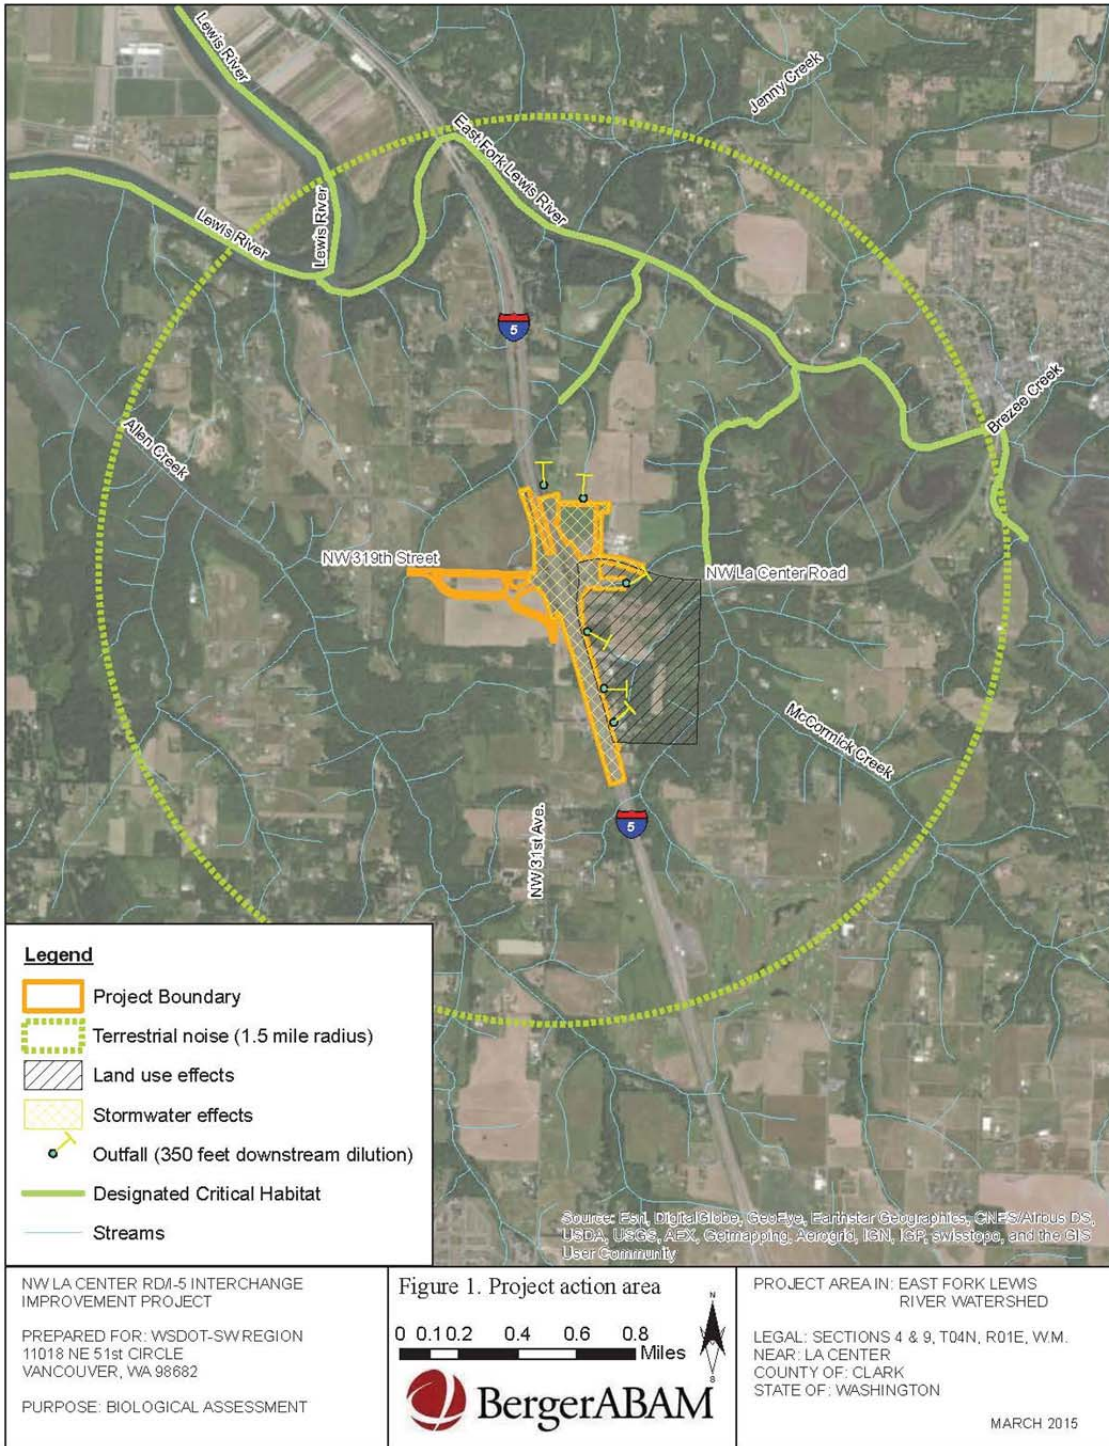 Lewis River
Jenny Creek
East Fork Lewis River
Lewis River
Lewis River
5
Allen Creek
Brezee Creek
NW 319th Street
NW La Center Road
McCormick Creek
NW 31st Ave.
5
Legend
Project Boundary
Terrestrial noise (1.5 mile radius)
Land use effects
Stormwater effects
Outfall (350 feet downstream dilution)
Designated Critical Habitat
Streams
Source: Esri, DigitalGlobe, GeoEye, Earthstar Geographics, CNES/Airbus DS,
USDA, USGS, AEX, Getmapping, Aerogrid, IGN, IGP, swisstopo, and the GIS
User Community
NW LA CENTER RD/I-5 INTERCHANGE
IMPROVEMENT PROJECT
PREPARED FOR: WSDOT-SW REGION
11018 NE 51st CIRCLE
VANCOUVER, WA 98682
PURPOSE: BIOLOGICAL ASSESSMENT
Figure 1. Project action area
0 0.1 0.2 0.4 0.6 0.8
Miles
N
S
BergerABAM
PROJECT AREA IN: EAST FORK LEWIS
RIVER WATERSHED
LEGAL: SECTIONS 4 & 9, T04N, R01E, W.M.
NEAR: LA CENTER
COUNTY OF: CLARK
STATE OF: WASHINGTON
MARCH 2015